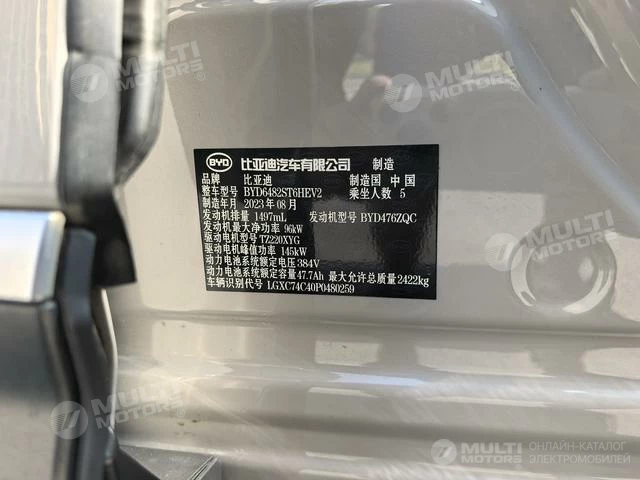 MULTI MOTORS®
MULTI MOTORS®
BYD 比亚迪汽车有限公司 制造
品牌 比亚迪 制造国 中国
整车型号 BYD6482ST6HEV2 乘坐人数 5
制造年月 2023年08月
发动机排量 1497mL 发动机型号 BYD476ZQC
发动机最大净功率 96kW
驱动电机型号 TZ220XYG
驱动电机峰值功率 145kW
动力电池系统额定电压 384V
动力电池系统额定容量 47.7Ah 最大允许总质量 2422kg
车辆识别代号 LGXC74C40P0480259
MULTI MOTORS®
MULTI MOTORS®
MULTI MOTORS
ОНЛАЙН-КАТАЛОГ
ЭЛЕКТРОМОБИЛЕЙ